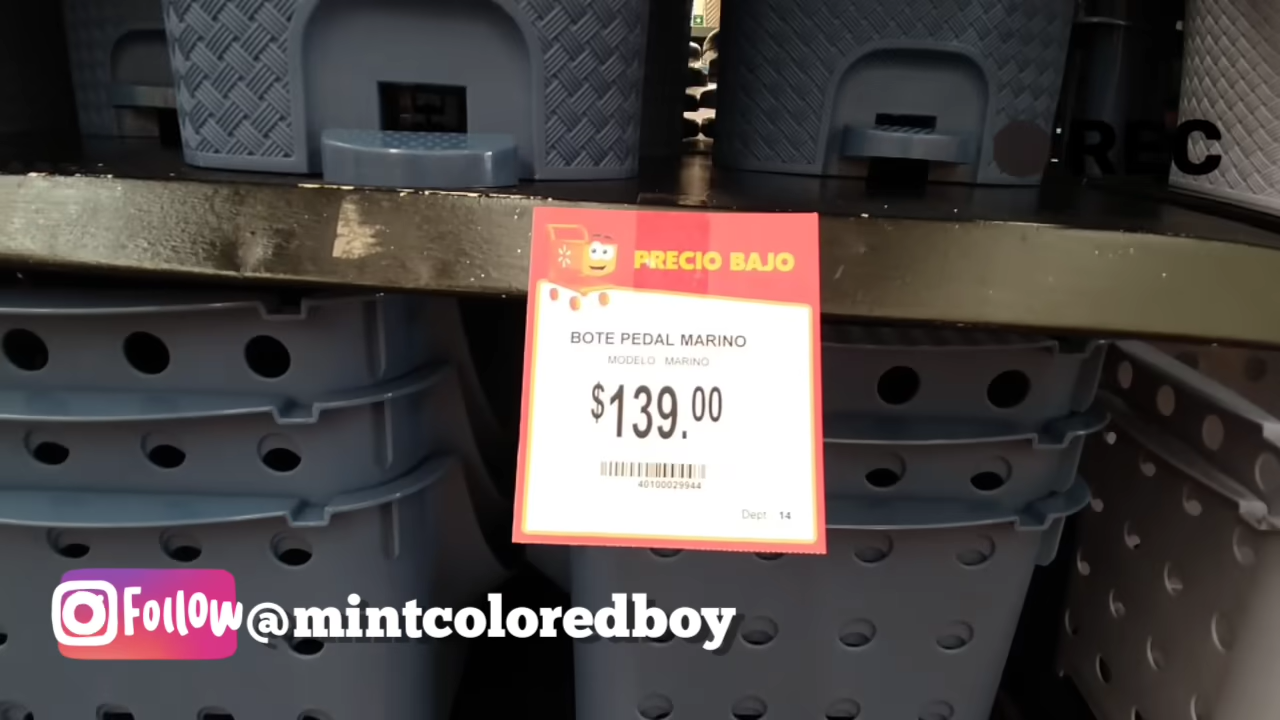 REC
PRECIO BAJO
BOTE PEDAL MARINO
MODELO MARINO
$139.00
40100029944
Dept 14
Follow @mintcoloredboy